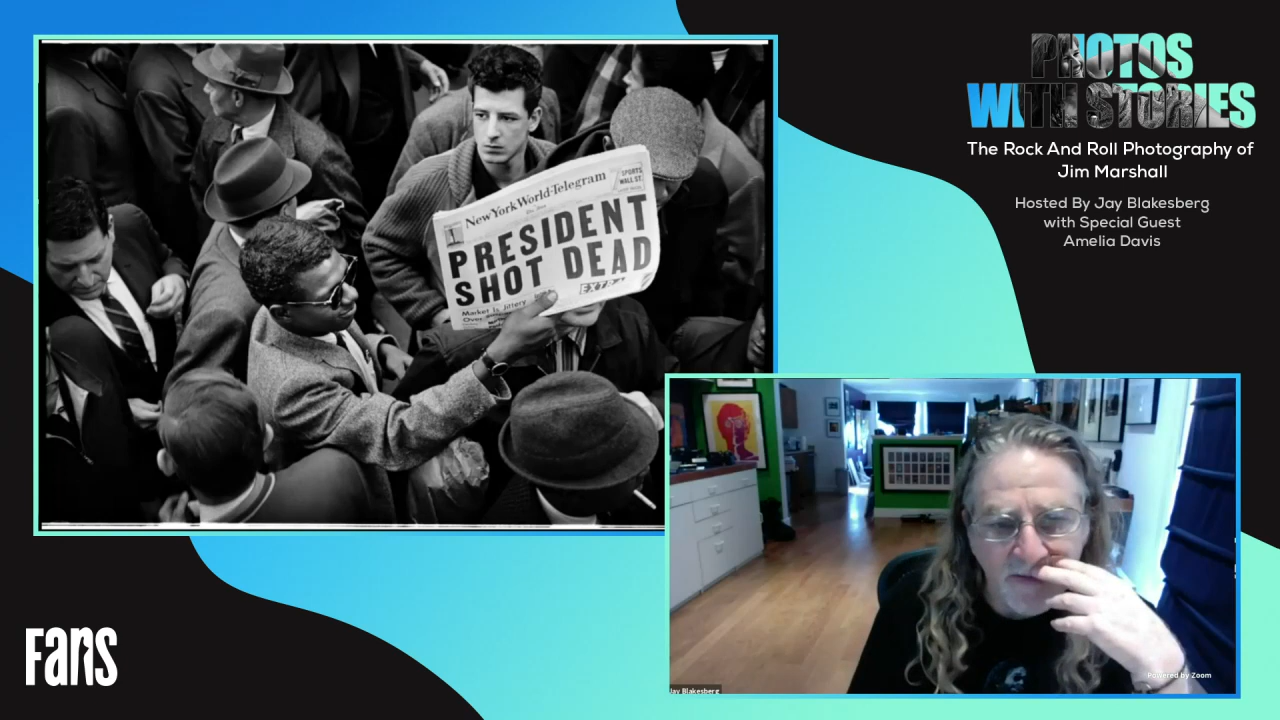 PHOTOS
WITH STORIES
The Rock And Roll Photography of
Jim Marshall
Hosted By Jay Blakesberg
with Special Guest
Amelia Davis
New York World-Telegram
SPORTS
WALL ST.
PRESIDENT
SHOT DEAD
EXTRA
Market Is Jittery
Over
Fans
Jay Blakesberg
Powered by Zoom